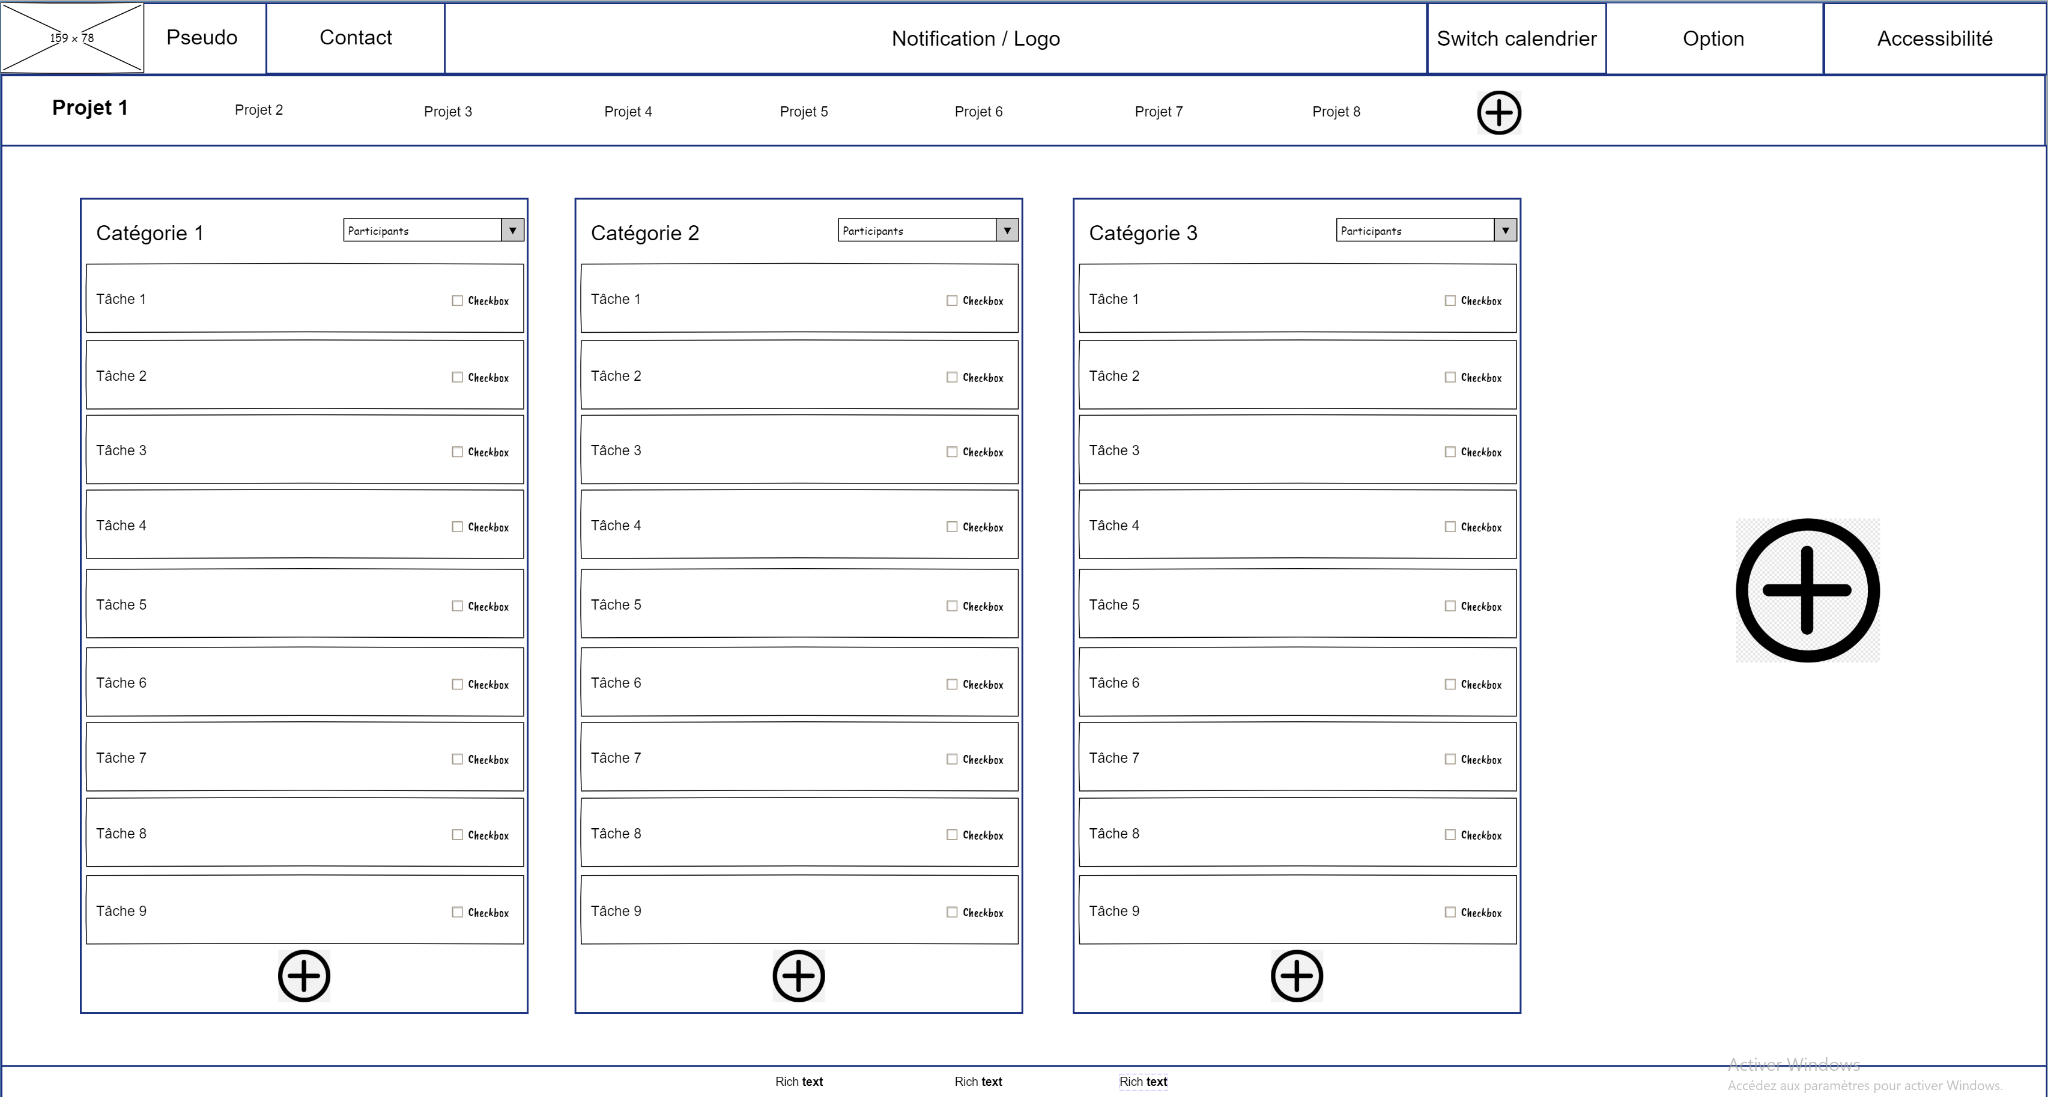 159 x 78
Pseudo
Contact
Notification / Logo
Switch calendrier
Option
Accessibilité
Projet 1
Projet 2
Projet 3
Projet 4
Projet 5
Projet 6
Projet 7
Projet 8
Catégorie 1
Participants
Tâche 1
Checkbox
Tâche 2
Checkbox
Tâche 3
Checkbox
Tâche 4
Checkbox
Tâche 5
Checkbox
Tâche 6
Checkbox
Tâche 7
Checkbox
Tâche 8
Checkbox
Tâche 9
Checkbox
Catégorie 2
Participants
Tâche 1
Checkbox
Tâche 2
Checkbox
Tâche 3
Checkbox
Tâche 4
Checkbox
Tâche 5
Checkbox
Tâche 6
Checkbox
Tâche 7
Checkbox
Tâche 8
Checkbox
Tâche 9
Checkbox
Catégorie 3
Participants
Tâche 1
Checkbox
Tâche 2
Checkbox
Tâche 3
Checkbox
Tâche 4
Checkbox
Tâche 5
Checkbox
Tâche 6
Checkbox
Tâche 7
Checkbox
Tâche 8
Checkbox
Tâche 9
Checkbox
Rich text
Rich text
Rich text
Activer Windows
Accédez aux paramètres pour activer Windows.